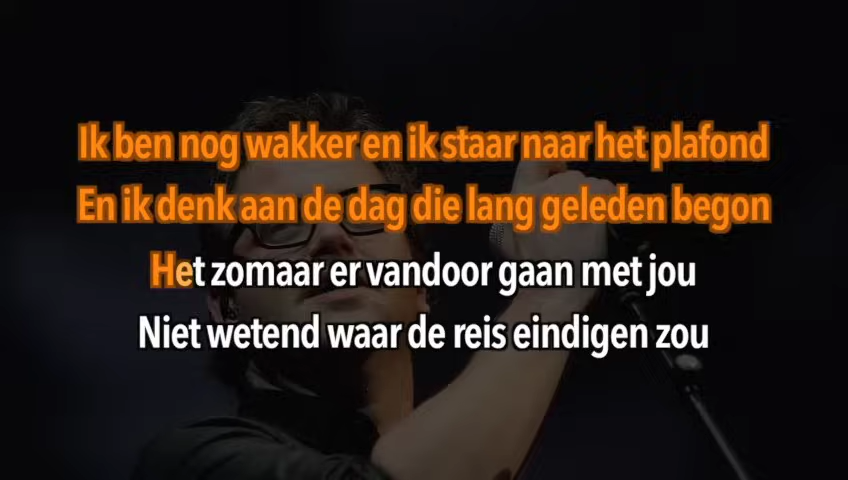 Ik ben nog wakker en ik staar naar het plafond
En ik denk aan de dag die lang geleden begon
Het zomaar er vandoor gaan met jou
Niet wetend waar de reis eindigen zou